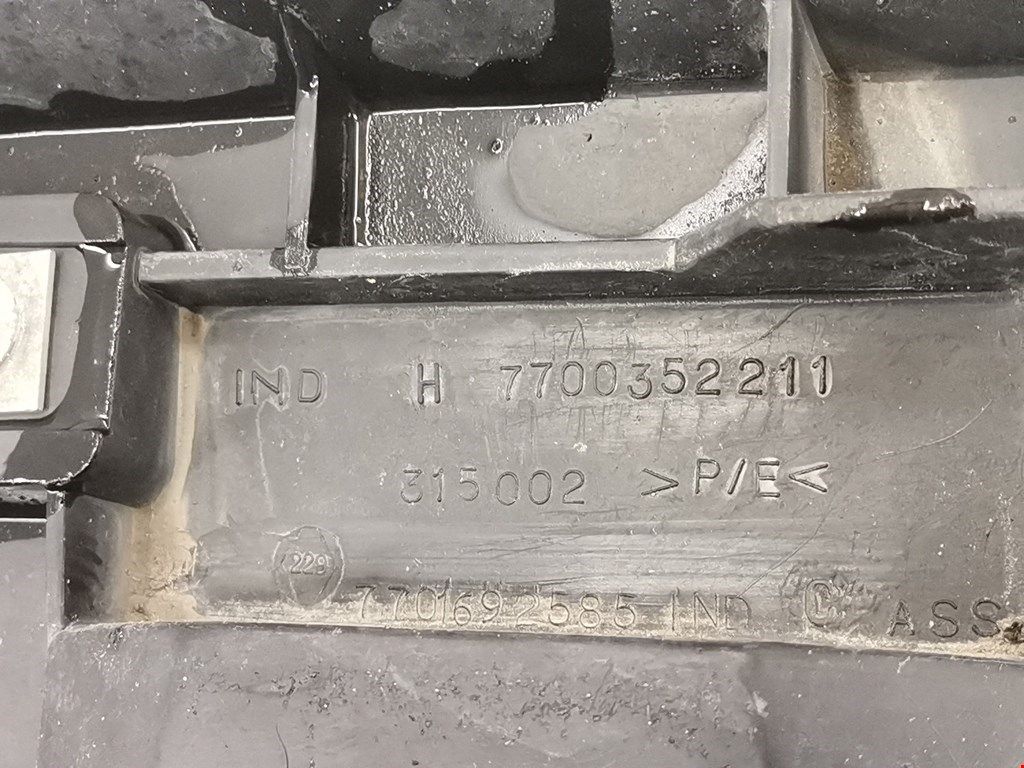 IND H 7700352211
315002 >P/E<
229
7701692585 IND ASS